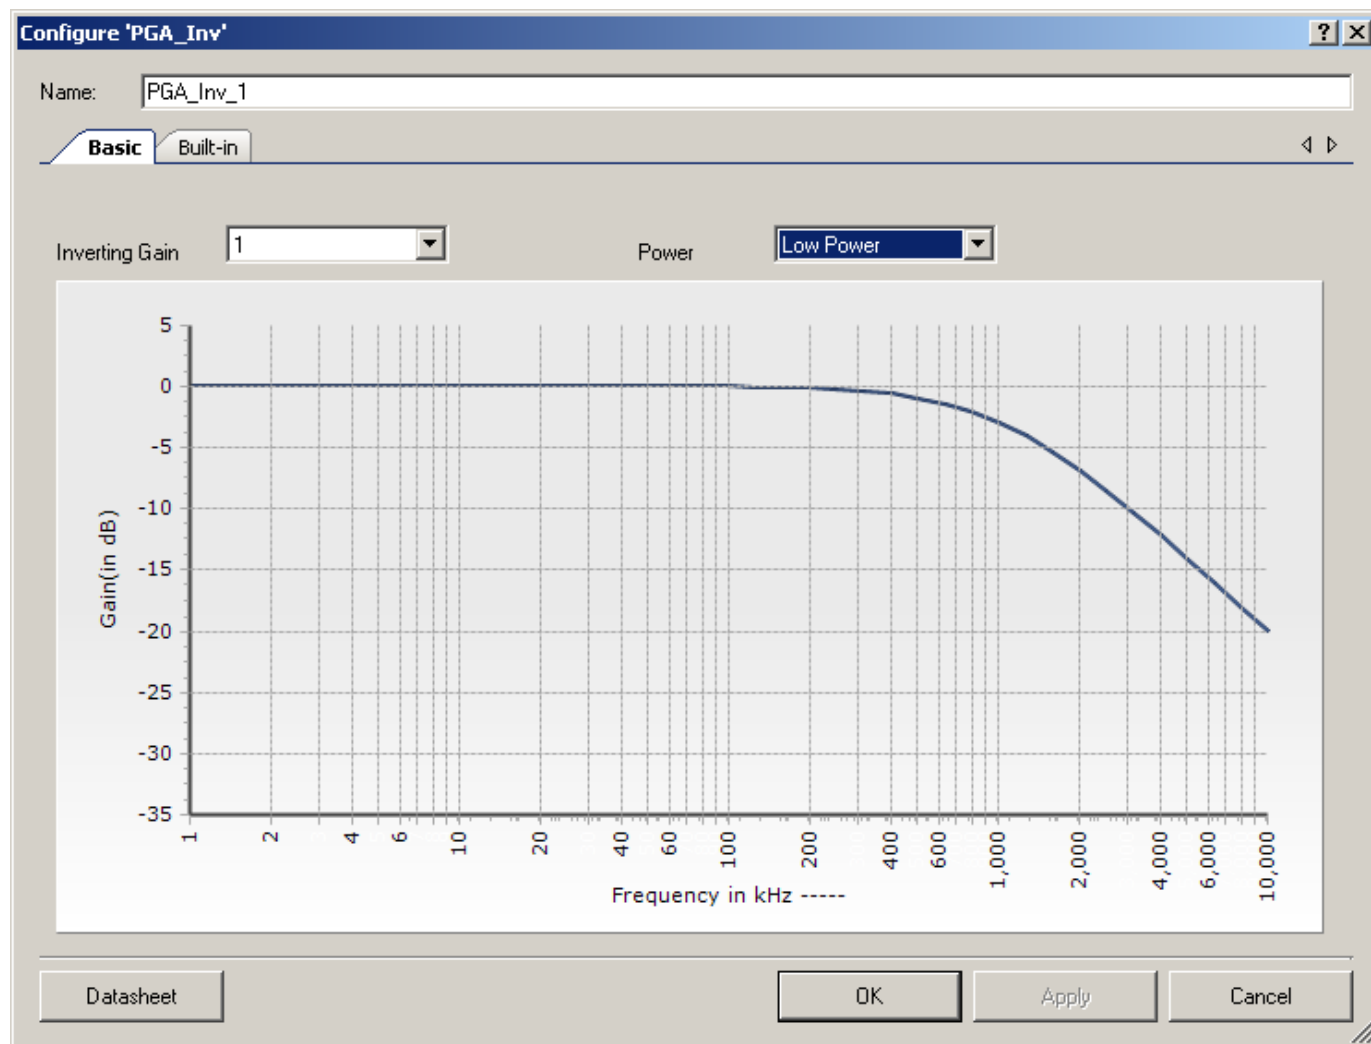 Configure 'PGA_Inv'
Name: PGA_Inv_1
Basic Built-in
Inverting Gain 1 Power Low Power
5
0
-5
-10
-15
-20
-25
-30
-35
Gain(in dB)
1 2 4 6 10 20 40 60 100 200 400 600 1,000 2,000 4,000 6,000 10,000
Frequency in kHz -----
Datasheet OK Apply Cancel